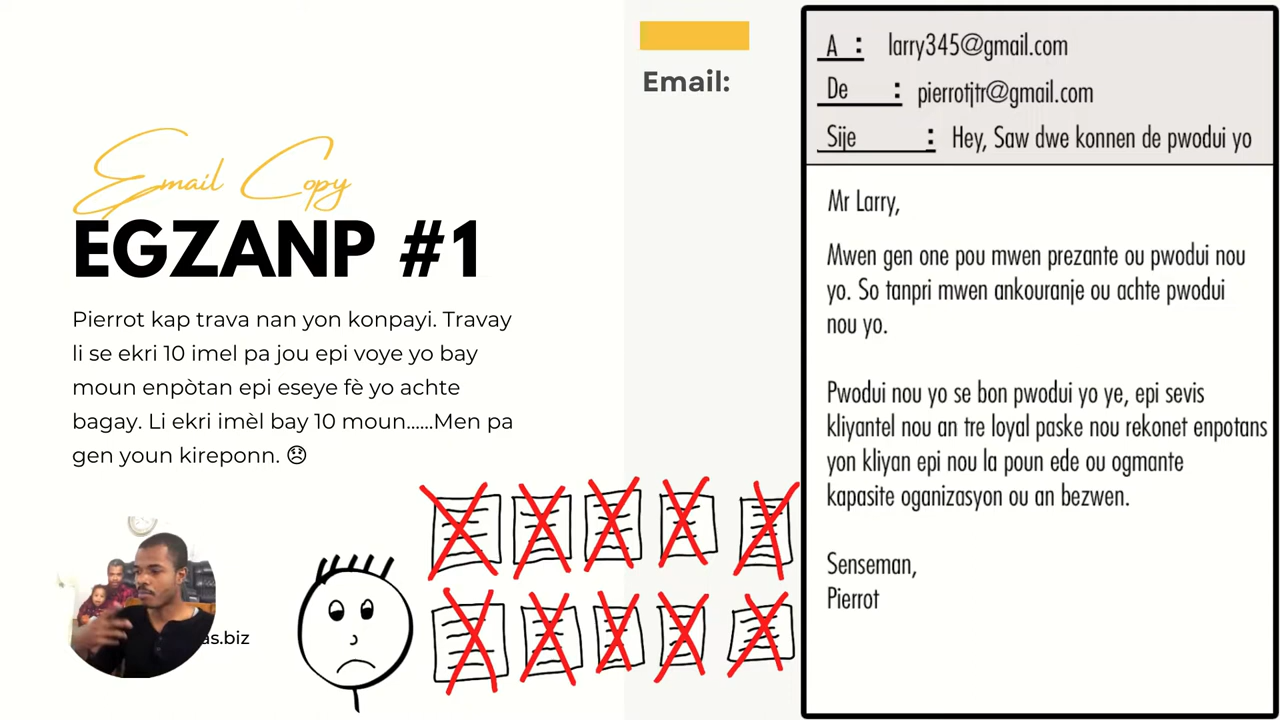 Email Copy
EGZANP #1
Pierrot kap trava nan yon konpayi. Travay
li se ekri 10 imel pa jou epi voye yo bay
moun enpòtan epi eseye fè yo achte
bagay. Li ekri imèl bay 10 moun......Men pa
gen youn kireponn. ☹
as.biz
Email:
A : larry345@gmail.com
De : pierrotjtr@gmail.com
Sije : Hey, Saw dwe konnen de pwodui yo
Mr Larry,
Mwen gen one pou mwen prezante ou pwodui nou
yo. So tanpri mwen ankouranje ou achte pwodui
nou yo.
Pwodui nou yo se bon pwodui yo ye, epi sevis
kliyantel nou an tre loyal paske nou rekonet enpotans
yon kliyan epi nou la poun ede ou ogmante
kapasite oganizasyon ou an bezwen.
Senseman,
Pierrot